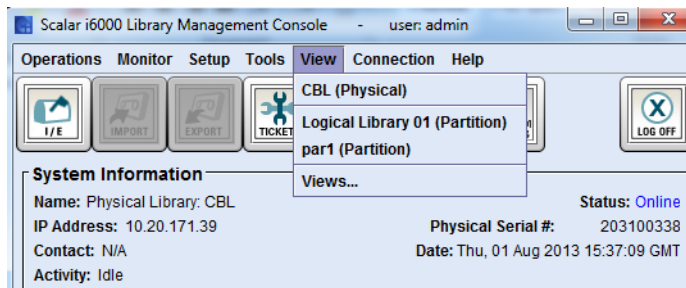 Scalar i6000 Library Management Console - user: admin
Operations Monitor Setup Tools View Connection Help
CBL (Physical)
Logical Library 01 (Partition)
par1 (Partition)
Views...
I/E IMPORT EXPORT TICKET LOG OFF
System Information
Name: Physical Library: CBL Status: Online
IP Address: 10.20.171.39 Physical Serial #: 203100338
Contact: N/A Date: Thu, 01 Aug 2013 15:37:09 GMT
Activity: Idle